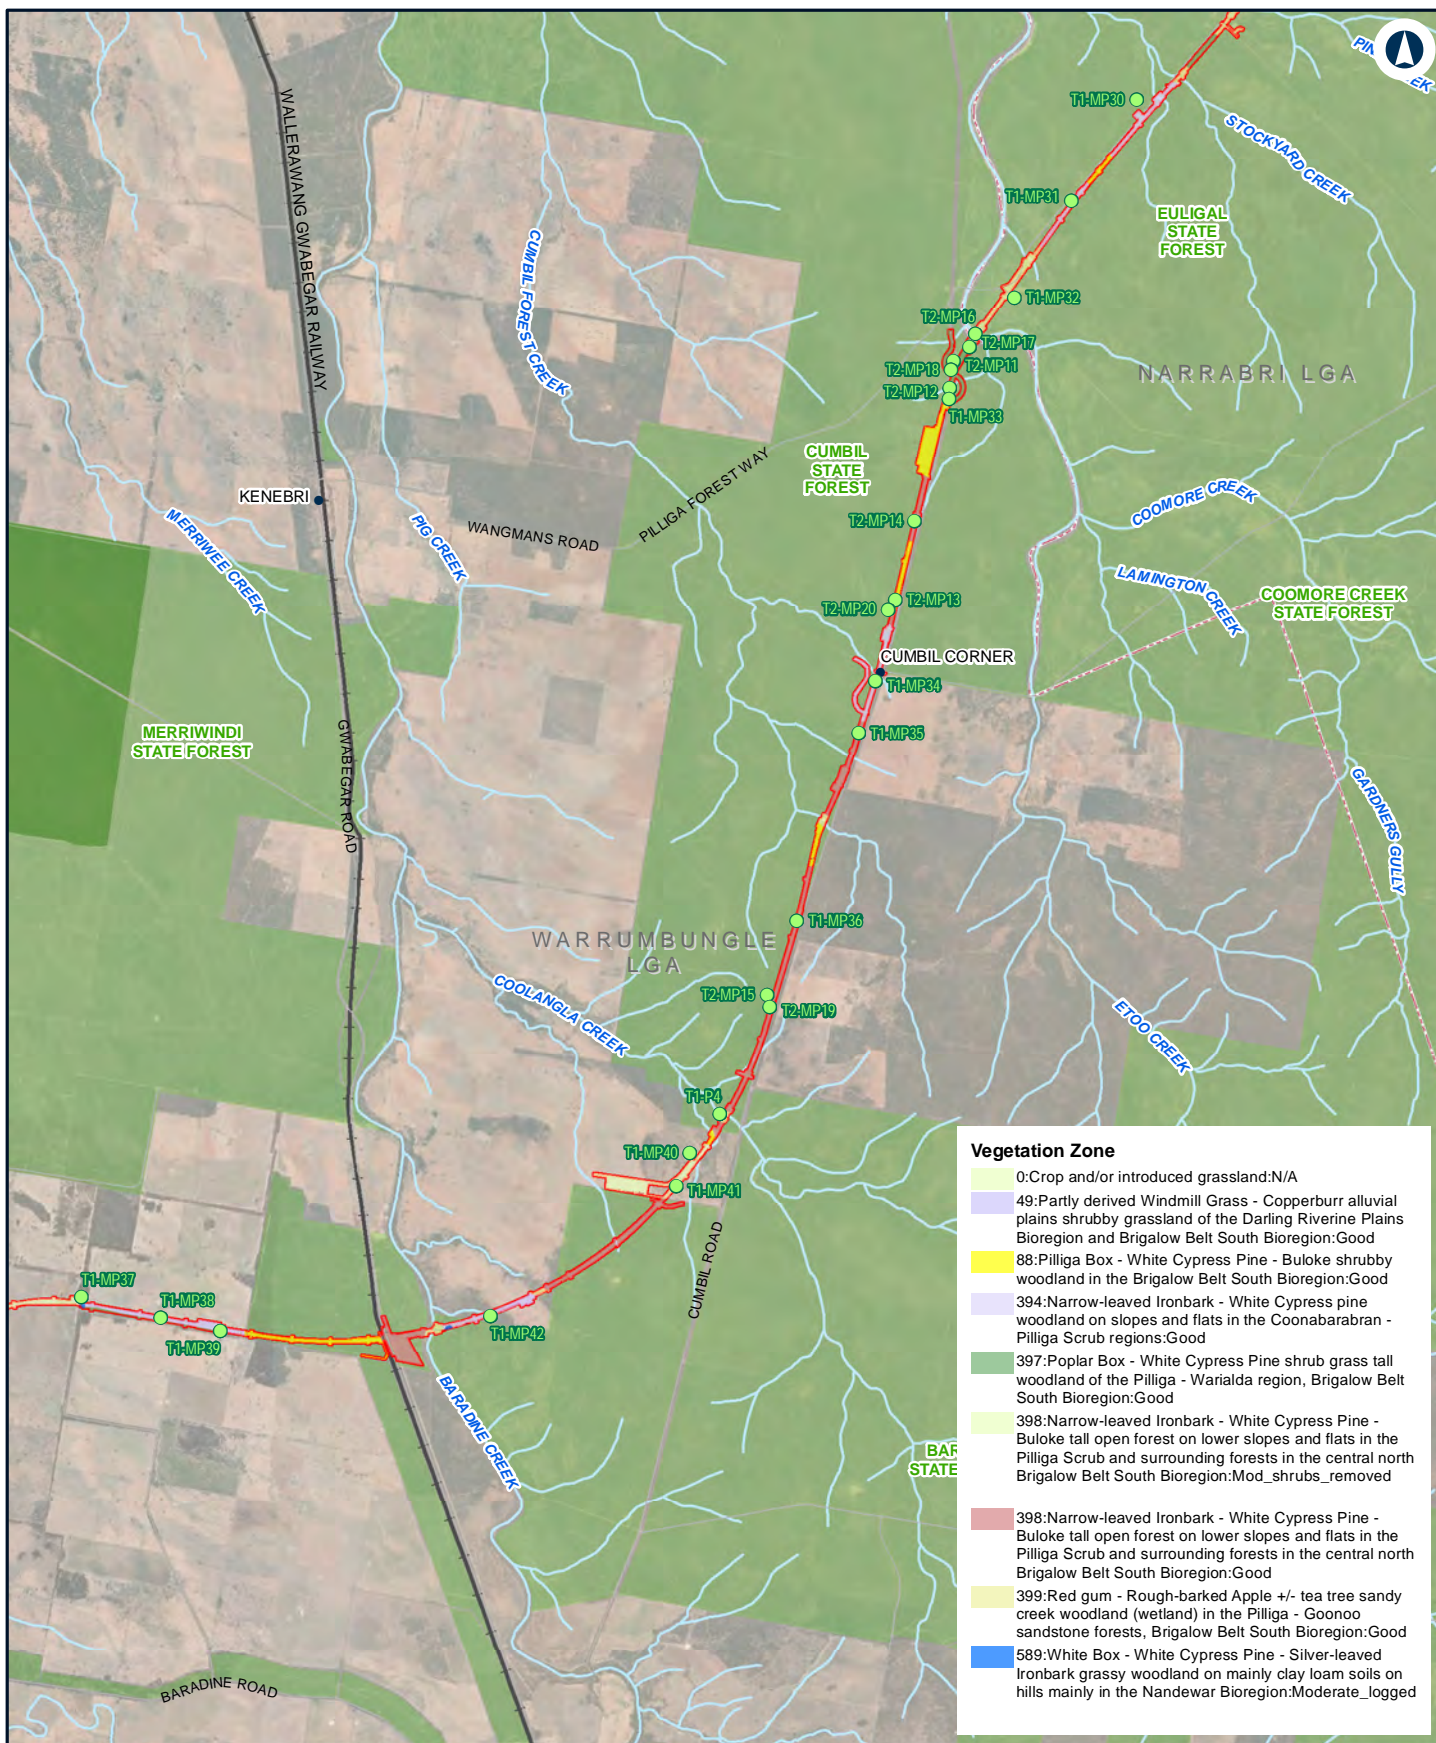 PIN
EEK
T1-MP30
STOCKYARD CREEK
WALLERAWANG GWABEGAR RAILWAY
T1-MP31
EULIGAL
STATE
FOREST
CUMBIL FOREST CREEK
T1-MP32
T2-MP16
T2-MP17
T2-MP11
T2-MP18
T2-MP12
NARRABRI LGA
T1-MP33
CUMBIL
STATE
FOREST
PILLIGA FOREST WAY
KENEBRI
COOMORE CREEK
MERRIWEE CREEK
PIG CREEK
WANGMANS ROAD
T2-MP14
LAMINGTON CREEK
COOMORE CREEK
STATE FOREST
T2-MP13
T2-MP20
CUMBIL CORNER
T1-MP34
MERRIWINDI
STATE FOREST
GWABEGAR ROAD
T1-MP35
GARDNERS GULLY
T1-MP36
WARRUMBUNGLE
LGA
COOLANGLA CREEK
T2-MP15
T2-MP19
ETOO CREEK
T1-P4
T1-MP40
T1-MP41
CUMBIL ROAD
T1-MP37
T1-MP38
T1-MP39
T1-MP42
BARADINE CREEK
BAR
STATE
BARADINE ROAD
Vegetation Zone
0:Crop and/or introduced grassland:N/A
49:Partly derived Windmill Grass - Copperburr alluvial
plains shrubby grassland of the Darling Riverine Plains
Bioregion and Brigalow Belt South Bioregion:Good
88:Pilliga Box - White Cypress Pine - Buloke shrubby
woodland in the Brigalow Belt South Bioregion:Good
394:Narrow-leaved Ironbark - White Cypress pine
woodland on slopes and flats in the Coonabarabran -
Pilliga Scrub regions:Good
397:Poplar Box - White Cypress Pine shrub grass tall
woodland of the Pilliga - Warialda region, Brigalow Belt
South Bioregion:Good
398:Narrow-leaved Ironbark - White Cypress Pine -
Buloke tall open forest on lower slopes and flats in the
Pilliga Scrub and surrounding forests in the central north
Brigalow Belt South Bioregion:Mod_shrubs_removed
398:Narrow-leaved Ironbark - White Cypress Pine -
Buloke tall open forest on lower slopes and flats in the
Pilliga Scrub and surrounding forests in the central north
Brigalow Belt South Bioregion:Good
399:Red gum - Rough-barked Apple +/- tea tree sandy
creek woodland (wetland) in the Pilliga - Goonoo
sandstone forests, Brigalow Belt South Bioregion:Good
589:White Box - White Cypress Pine - Silver-leaved
Ironbark grassy woodland on mainly clay loam soils on
hills mainly in the Nandewar Bioregion:Moderate_logged